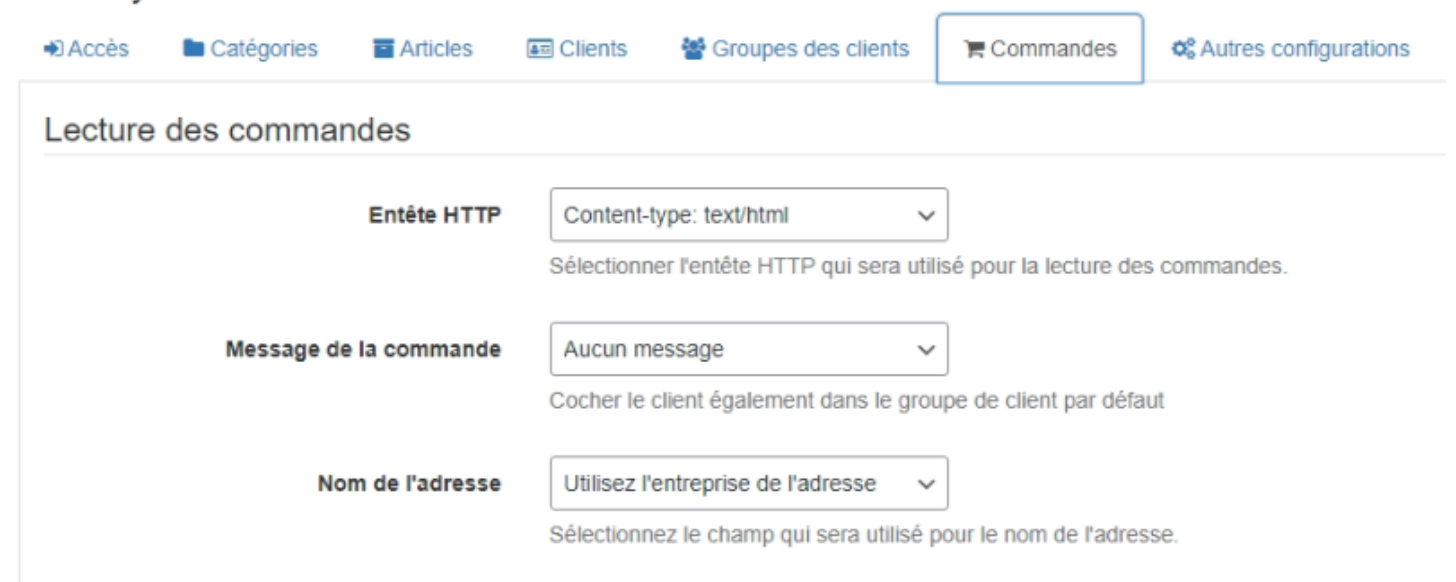 Accès Catégories Articles Clients Groupes des clients Commandes Autres configurations
Lecture des commandes
Entête HTTP Content-type: text/html
Sélectionner l'entête HTTP qui sera utilisé pour la lecture des commandes.
Message de la commande Aucun message
Cocher le client également dans le groupe de client par défaut
Nom de l'adresse Utilisez l'entreprise de l'adresse
Sélectionnez le champ qui sera utilisé pour le nom de l'adresse.